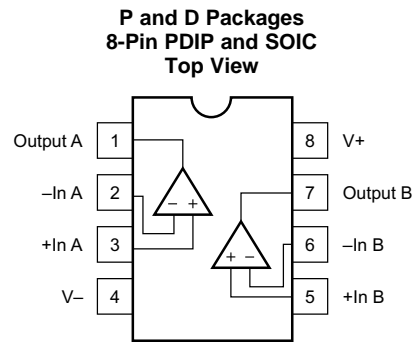 P and D Packages
8-Pin PDIP and SOIC
Top View
Output A 1 8 V+
–In A 2 7 Output B
– +
+In A 3 6 –In B
+ –
V– 4 5 +In B